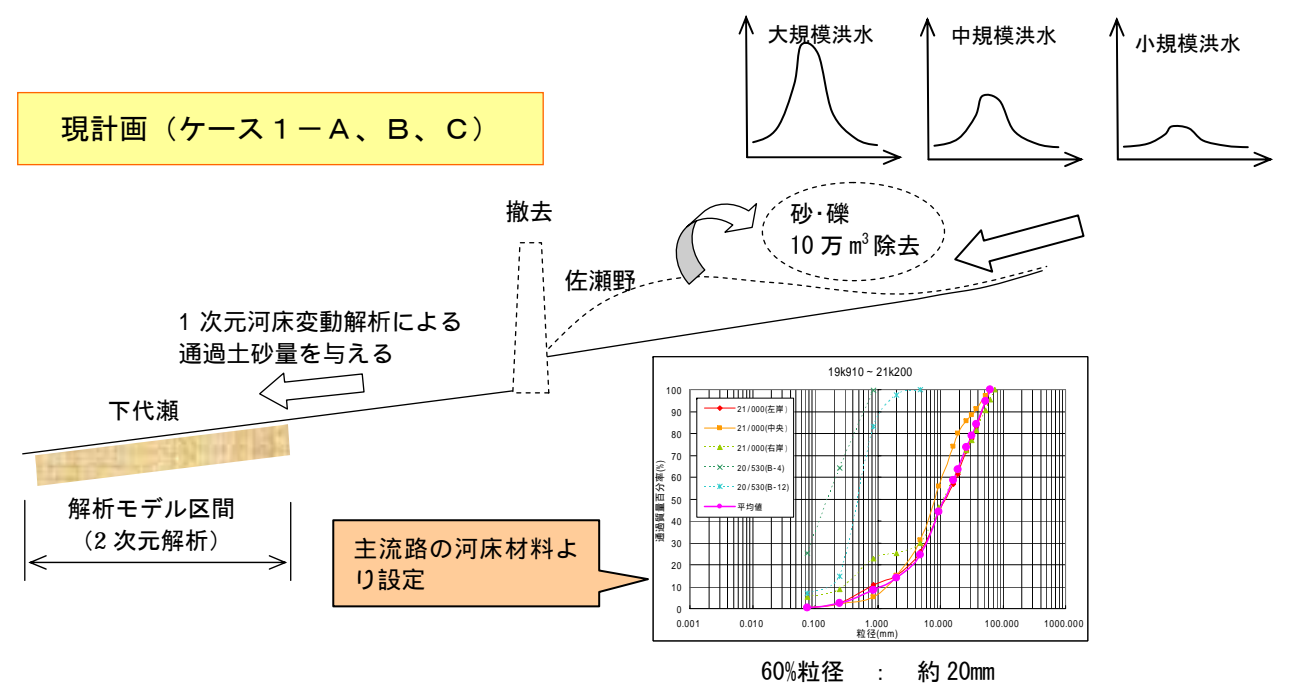 大規模洪水
中規模洪水
小規模洪水
現計画（ケース１－Ａ、Ｂ、Ｃ）
撤去
砂・礫
10万m³除去
佐瀬野
1次元河床変動解析による
通過土砂量を与える
下代瀬
解析モデル区間
（2次元解析）
主流路の河床材料よ
り設定
19k910 ~ 21k200
通過質量百分率(%)
100
90
80
70
60
50
40
30
20
10
0
21/000(左岸)
21/000(中央)
21/000(右岸)
20/530(B-4)
20/530(B-12)
平均値
0.001
0.010
0.100
1.000
10.000
100.000
1000.000
粒径(mm)
60%粒径 ： 約20mm